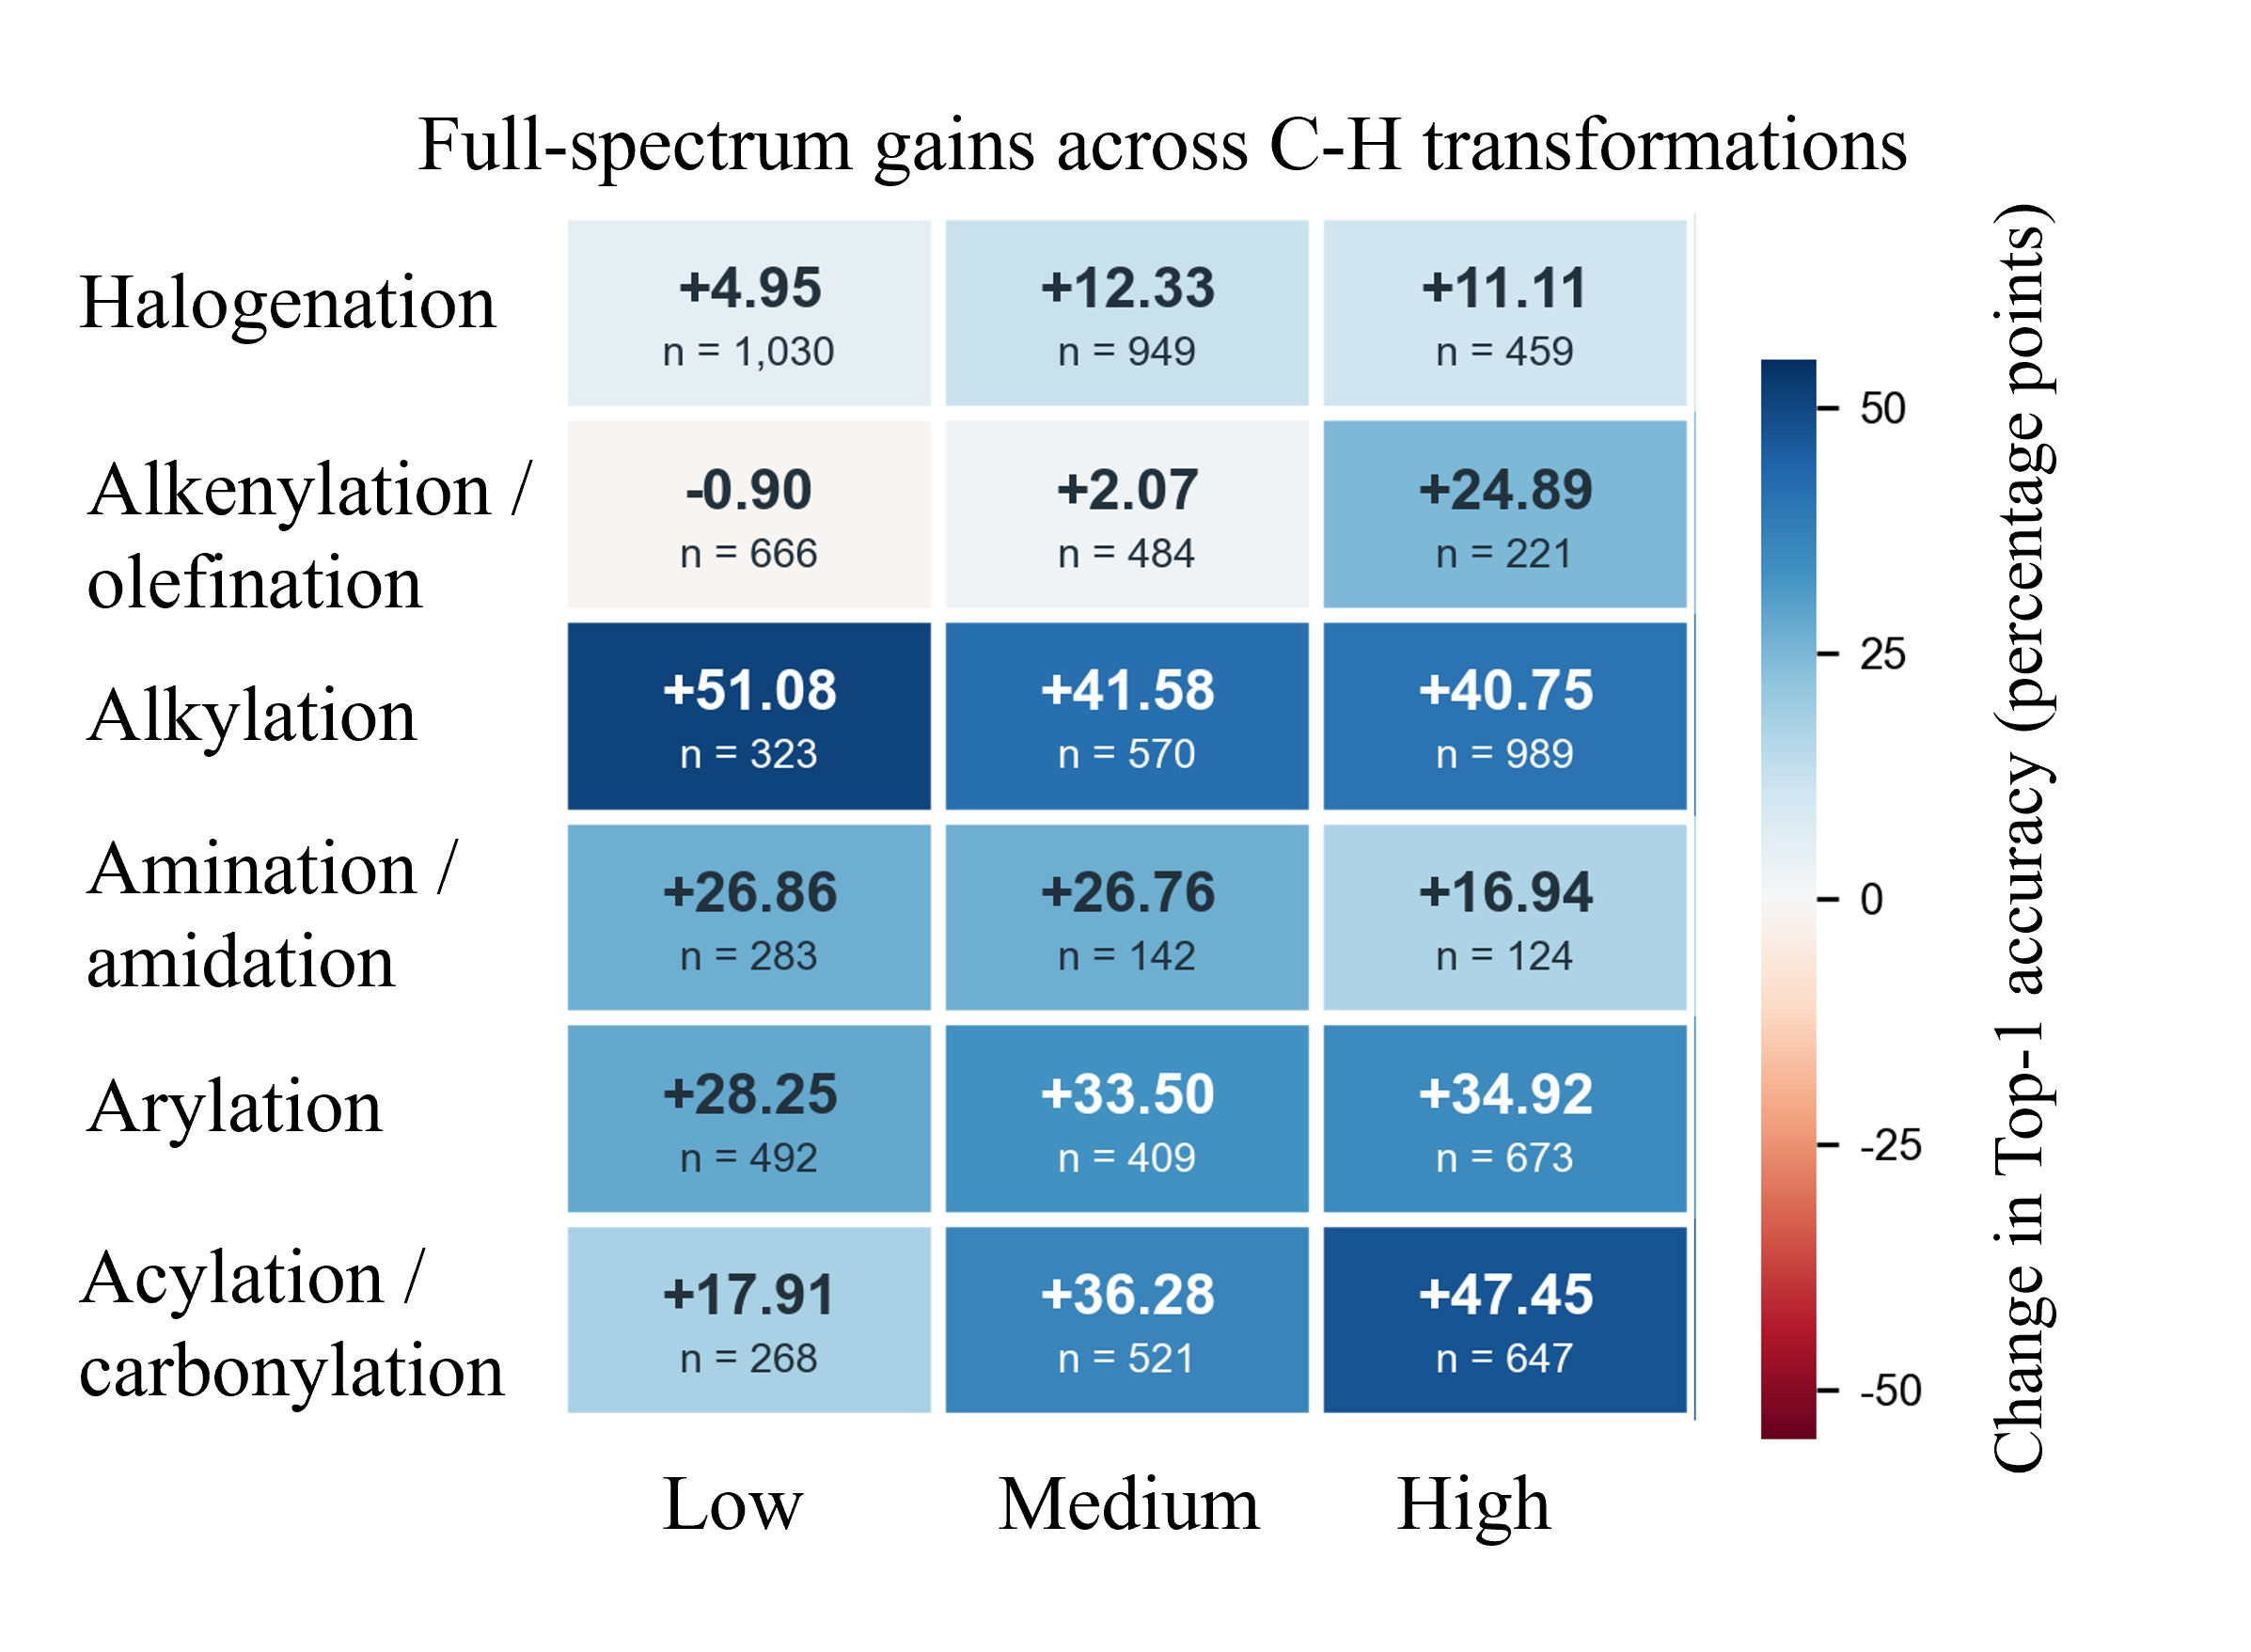 Full-spectrum gains across C-H transformations
Halogenation
+4.95
n = 1,030
+12.33
n = 949
+11.11
n = 459
Alkenylation /
olefination
-0.90
n = 666
+2.07
n = 484
+24.89
n = 221
Alkylation
+51.08
n = 323
+41.58
n = 570
+40.75
n = 989
Amination /
amidation
+26.86
n = 283
+26.76
n = 142
+16.94
n = 124
Arylation
+28.25
n = 492
+33.50
n = 409
+34.92
n = 673
Acylation /
carbonylation
+17.91
n = 268
+36.28
n = 521
+47.45
n = 647
Low
Medium
High
50
25
0
-25
-50
Change in Top-1 accuracy (percentage points)